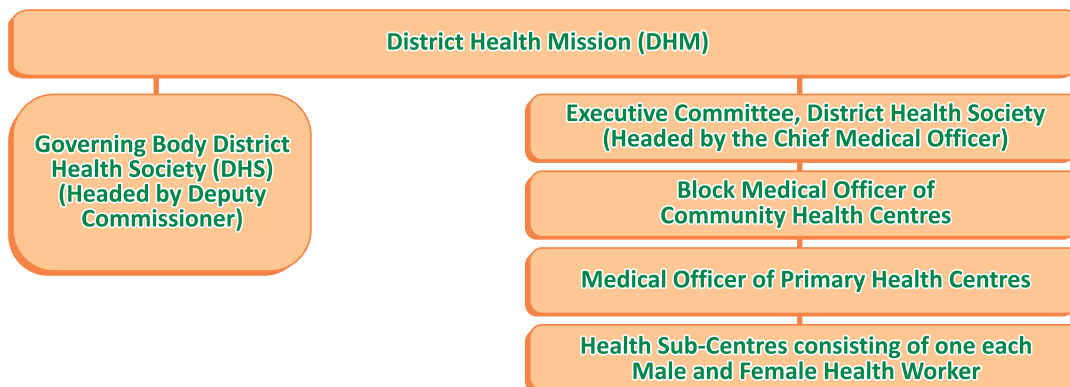 District Health Mission (DHM)
Governing Body District
Health Society (DHS)
(Headed by Deputy
Commissioner)
Executive Committee, District Health Society
(Headed by the Chief Medical Officer)
Block Medical Officer of
Community Health Centres
Medical Officer of Primary Health Centres
Health Sub-Centres consisting of one each
Male and Female Health Worker